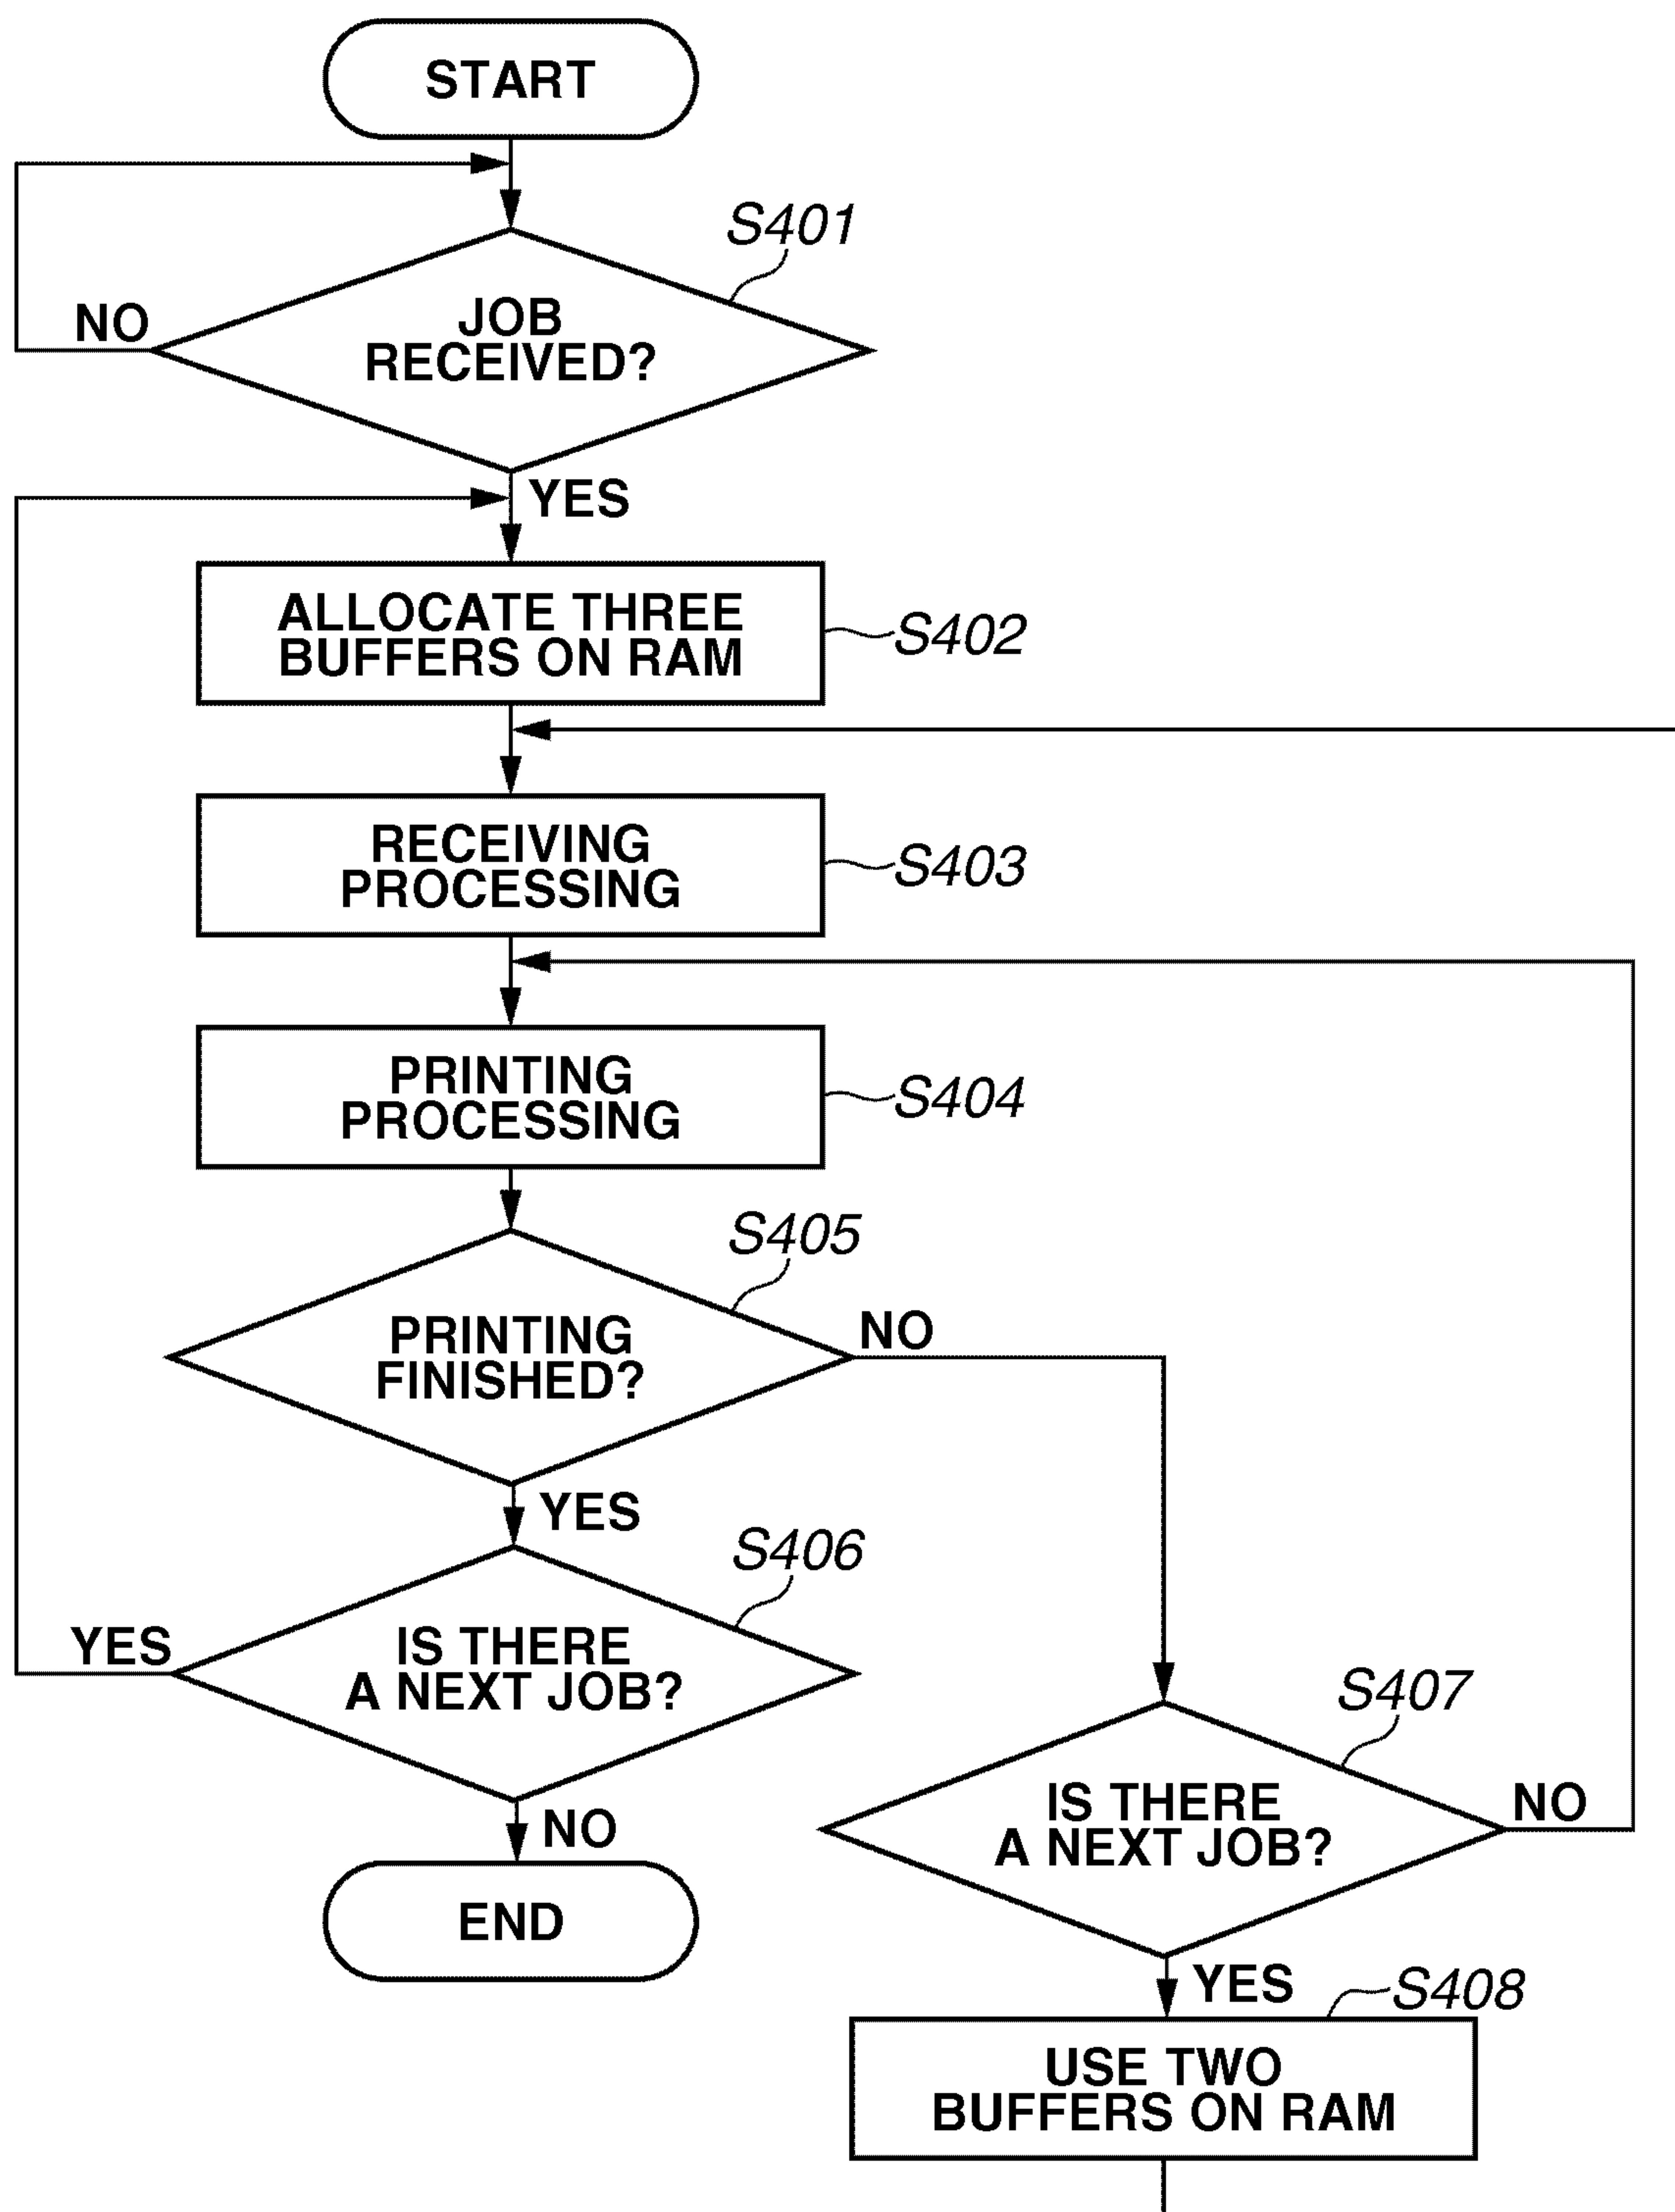 START
S401
JOB
RECEIVED?
NO
YES
ALLOCATE THREE
BUFFERS ON RAM
S402
RECEIVING
PROCESSING
S403
PRINTING
PROCESSING
S404
S405
PRINTING
FINISHED?
NO
YES
S406
IS THERE
A NEXT JOB?
YES
NO
END
S407
IS THERE
A NEXT JOB?
NO
YES
S408
USE TWO
BUFFERS ON RAM